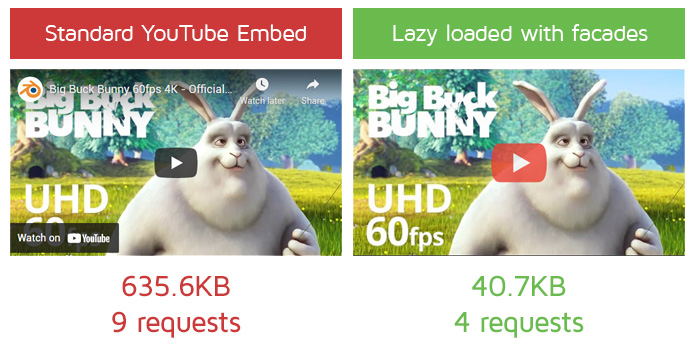 Standard YouTube Embed
Lazy loaded with facades
Big Buck Bunny 60fps 4K - Official...
Watch later
Share
Big Buck
BUNNY
UHD
60
Watch on YouTube
Big Buck
BUNNY
UHD
60fps
635.6KB
9 requests
40.7KB
4 requests